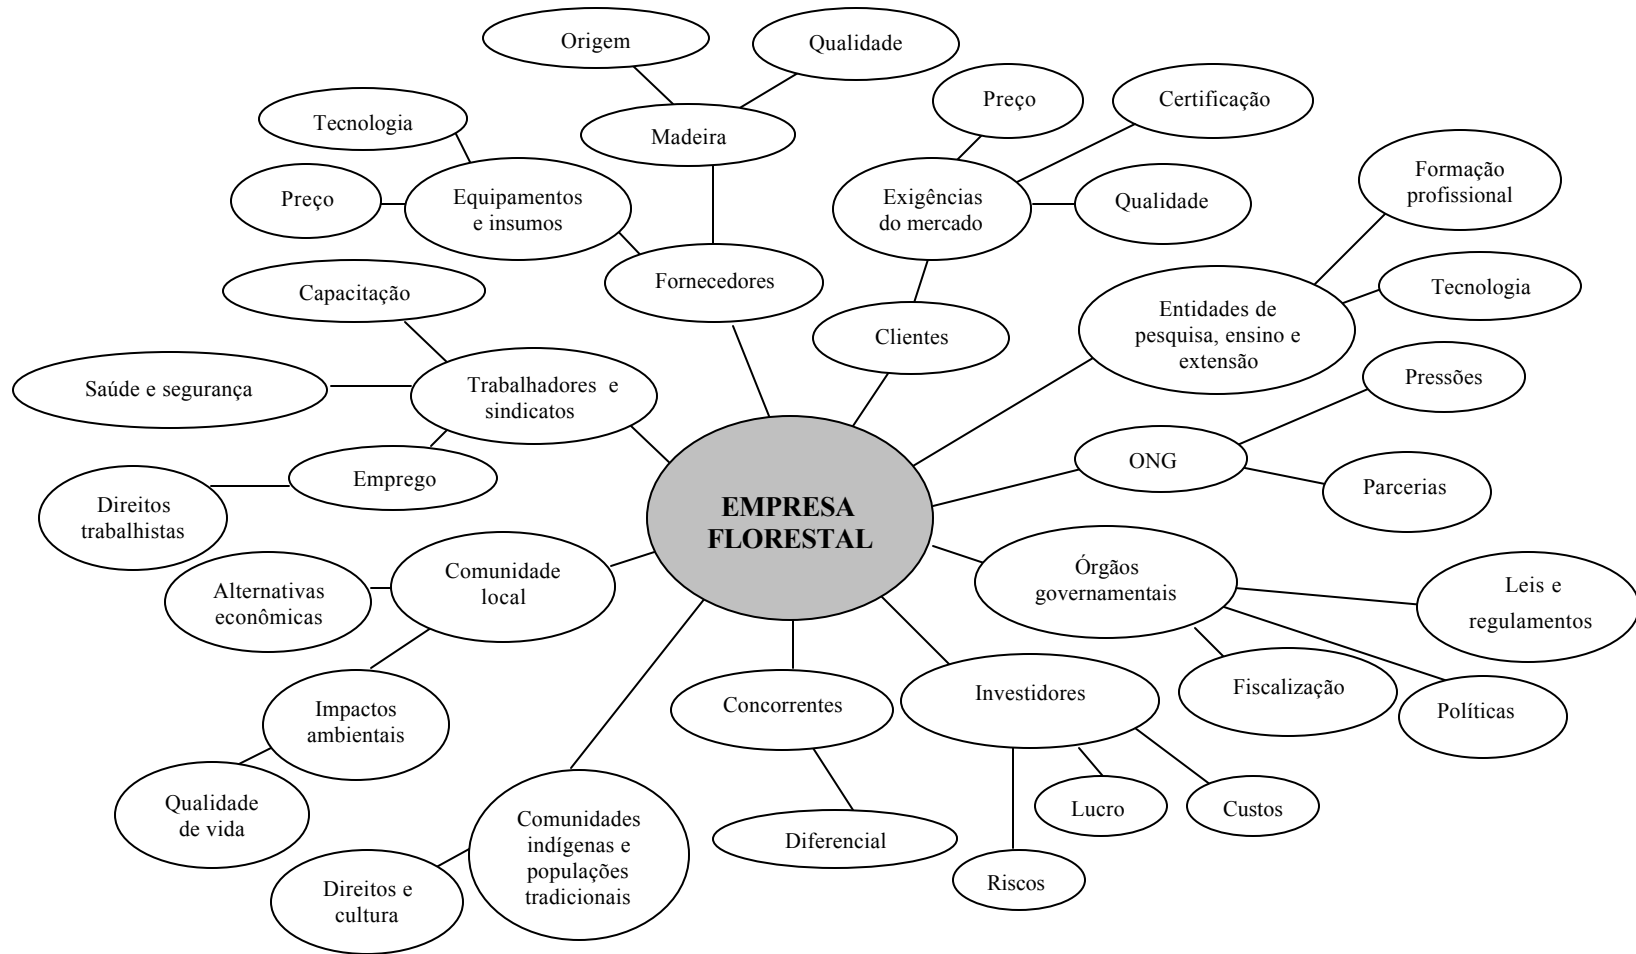 Origem
Qualidade
Preço
Certificação
Tecnologia
Madeira
Formação
profissional
Preço
Equipamentos
e insumos
Exigências
do mercado
Qualidade
Capacitação
Fornecedores
Clientes
Entidades de
pesquisa, ensino e
extensão
Tecnologia
Saúde e segurança
Trabalhadores e
sindicatos
Pressões
Direitos
trabalhistas
Emprego
EMPRESA
FLORESTAL
ONG
Parcerias
Alternativas
econômicas
Comunidade
local
Órgãos
governamentais
Leis e
regulamentos
Impactos
ambientais
Concorrentes
Investidores
Fiscalização
Políticas
Qualidade
de vida
Comunidades
indígenas e
populações
tradicionais
Diferencial
Lucro
Custos
Direitos e
cultura
Riscos